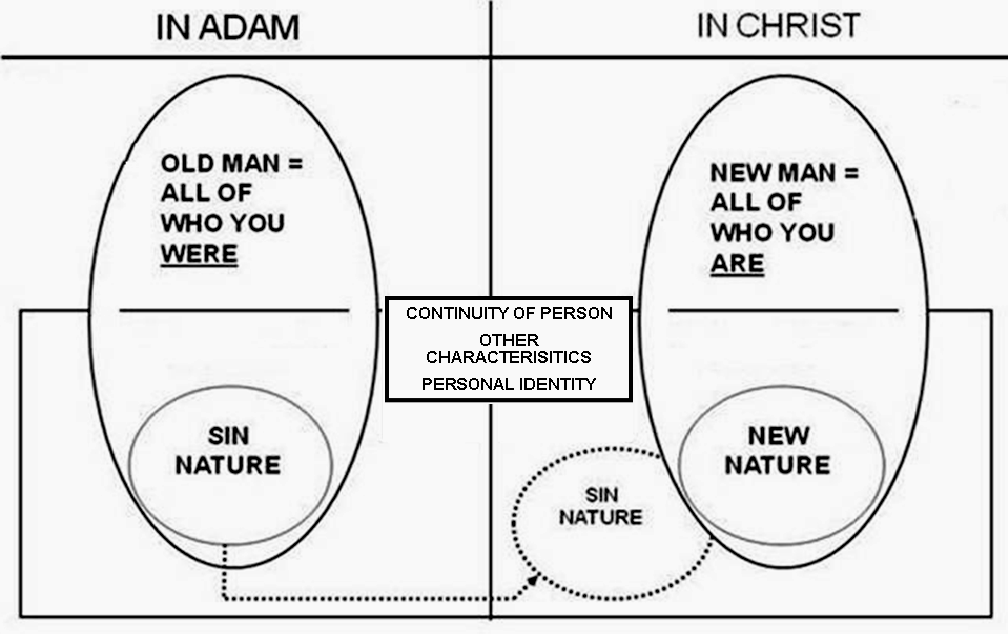 IN ADAM
IN CHRIST
OLD MAN =
ALL OF
WHO YOU
WERE
NEW MAN =
ALL OF
WHO YOU
ARE
CONTINUITY OF PERSON
OTHER
CHARACTERISITICS
PERSONAL IDENTITY
SIN
NATURE
SIN
NATURE
NEW
NATURE